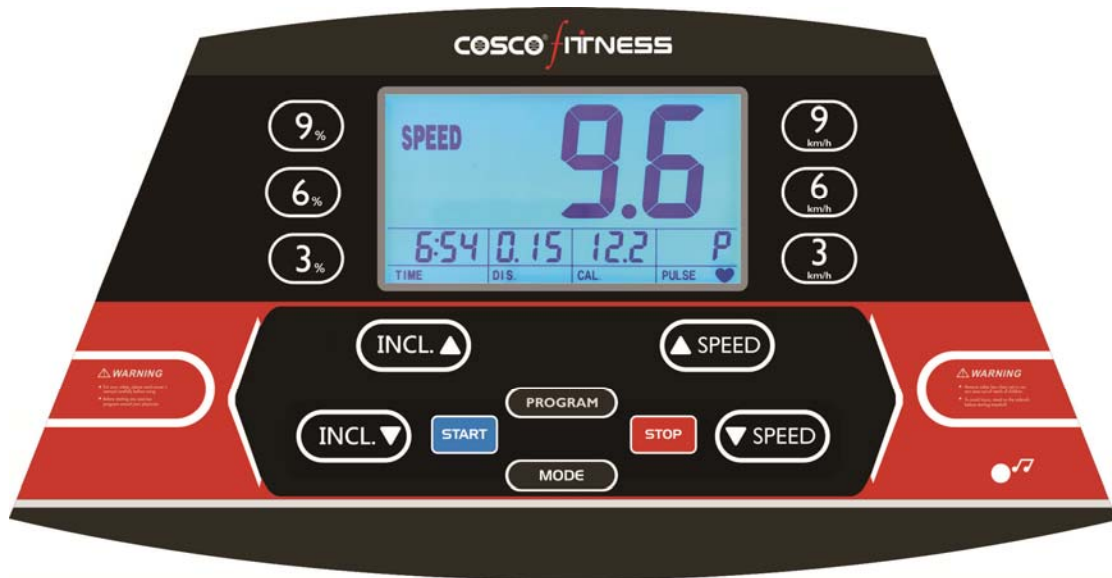 COSCO® fITNESS
9%
6%
3%
SPEED 9.6
6:54 0.15 12.2 P
TIME DIS. CAL PULSE
9 km/h
6 km/h
3 km/h
INCL.
SPEED
PROGRAM
INCL.
START
STOP
SPEED
MODE
WARNING
WARNING